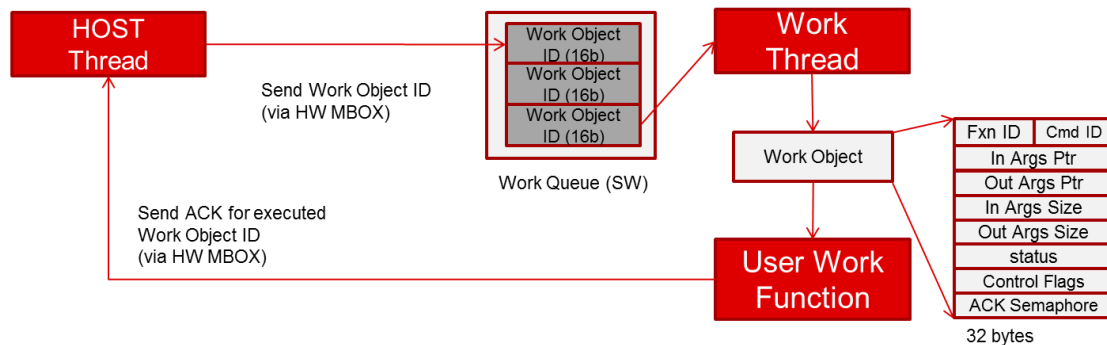 HOST
Thread
Send Work Object ID
(via HW MBOX)
Work Object
ID (16b)
Work Object
ID (16b)
Work Object
ID (16b)
Work Queue (SW)
Work
Thread
Work Object
Fxn ID Cmd ID
In Args Ptr
Out Args Ptr
In Args Size
Out Args Size
status
Control Flags
ACK Semaphore
32 bytes
User Work
Function
Send ACK for executed
Work Object ID
(via HW MBOX)